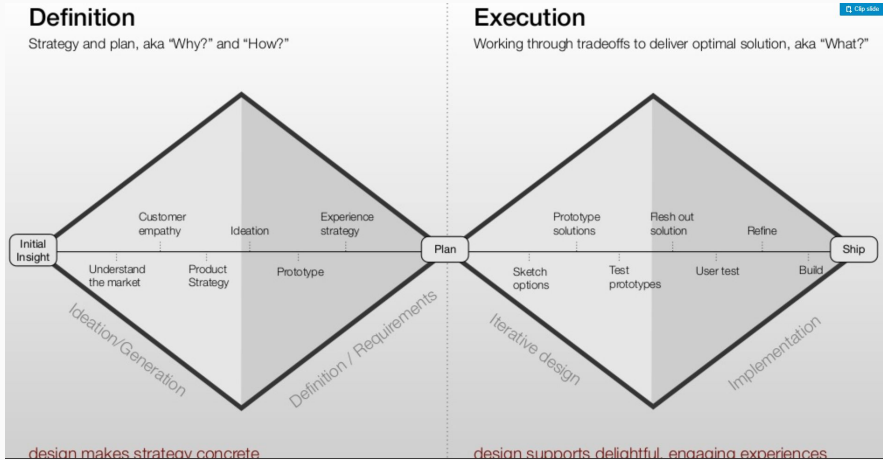 Clip slide
Definition
Strategy and plan, aka “Why?” and “How?”
Customer
empathy
Ideation
Experience
strategy
Initial
Insight
Understand
the market
Product
Strategy
Prototype
Plan
Ideation/Generation
Definition / Requirements
design makes strategy concrete
Execution
Working through tradeoffs to deliver optimal solution, aka “What?”
Prototype
solutions
Flesh out
solution
Refine
Sketch
options
Test
prototypes
User test
Build
Ship
Iterative design
Implementation
design supports delightful, engaging experiences